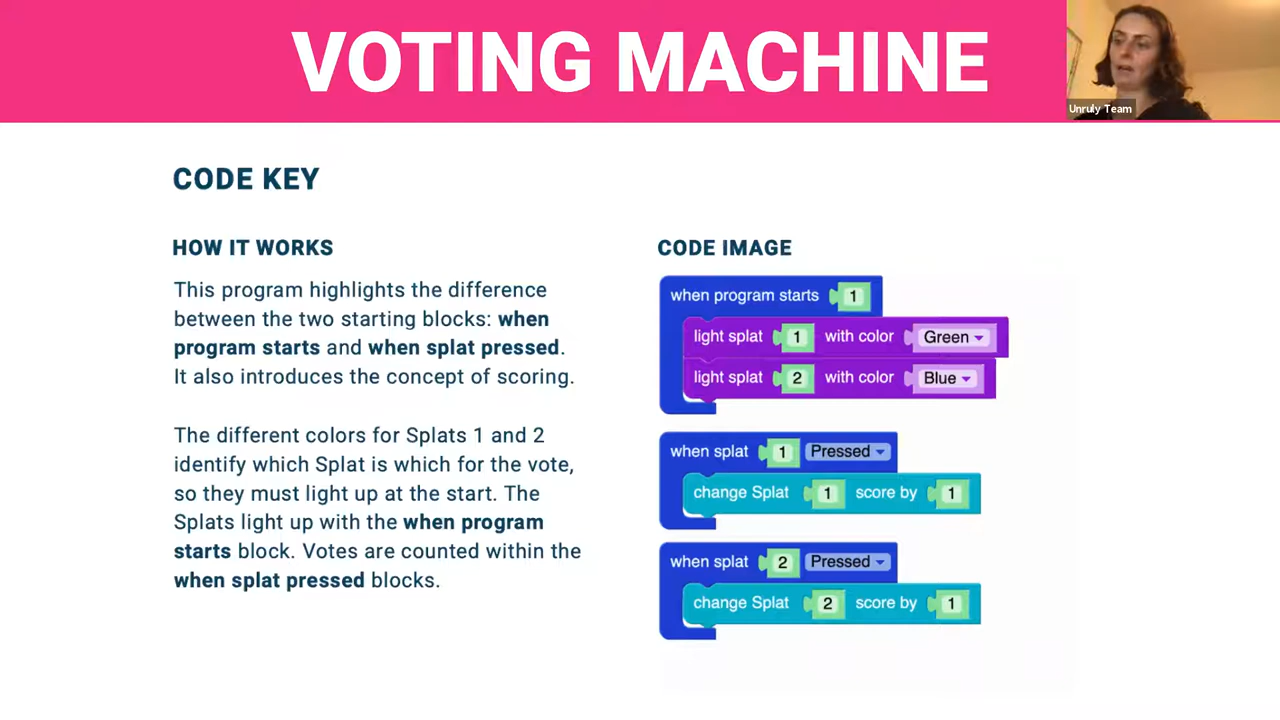 VOTING MACHINE
Unruly Team
CODE KEY
HOW IT WORKS
This program highlights the difference
between the two starting blocks: when
program starts and when splat pressed.
It also introduces the concept of scoring.
The different colors for Splats 1 and 2
identify which Splat is which for the vote,
so they must light up at the start. The
Splats light up with the when program
starts block. Votes are counted within the
when splat pressed blocks.
CODE IMAGE
when program starts 1
light splat 1 with color Green
light splat 2 with color Blue
when splat 1 Pressed
change Splat 1 score by 1
when splat 2 Pressed
change Splat 2 score by 1